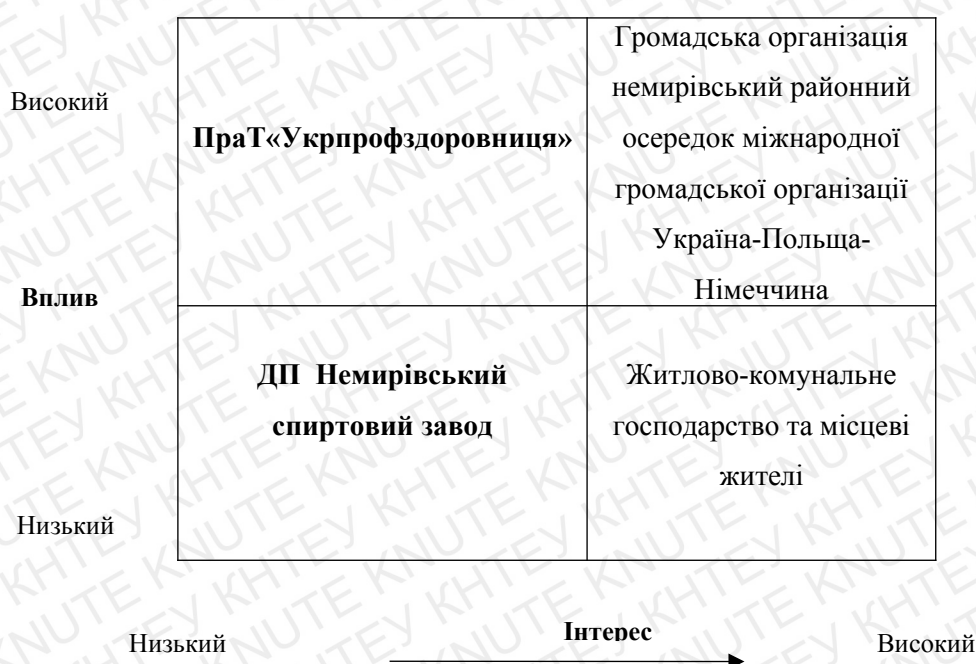 Високий
ПраТ«Укрпрофздоровниця»
Громадська організація
немирівський районний
осередок міжнародної
громадської організації
Україна-Польща-
Німеччина
Вплив
ДП Немирівський
спиртовий завод
Житлово-комунальне
господарство та місцеві
жителі
Низький
Низький
Інтерес
Високий